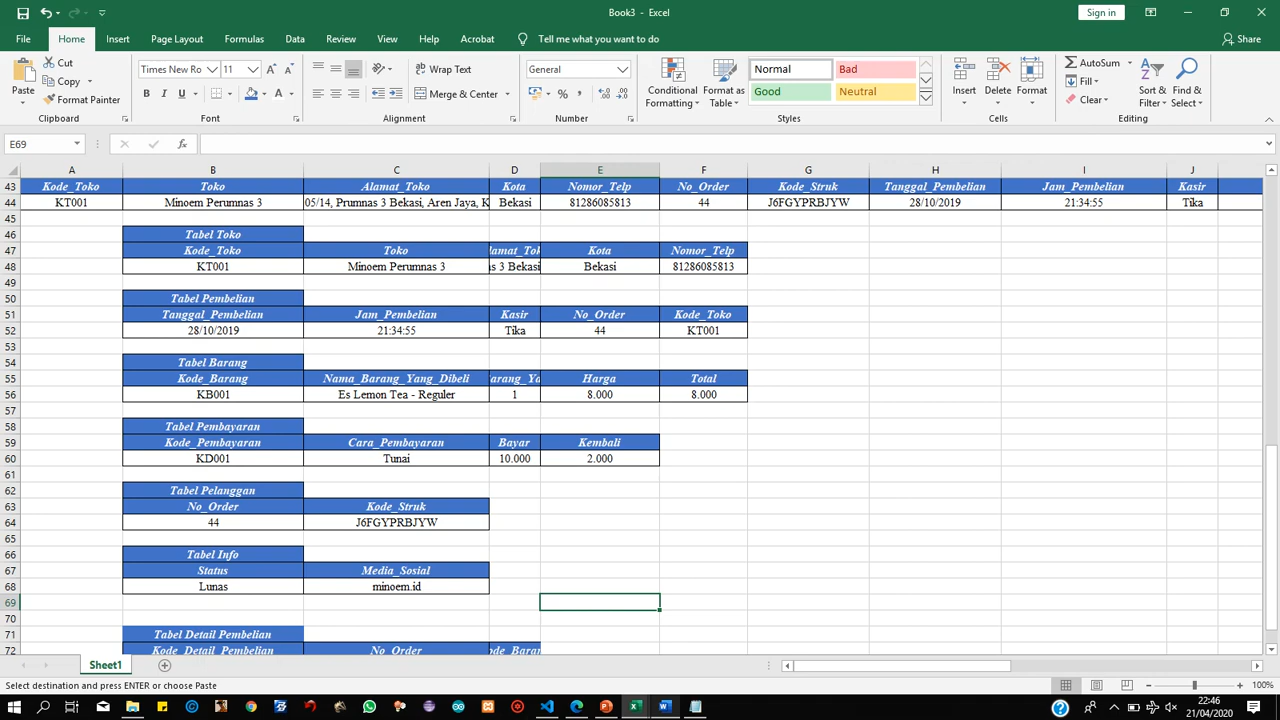 Book3 - Excel
Sign in
File Home Insert Page Layout Formulas Data Review View Help Acrobat Tell me what you want to do Share
Paste
Cut
Copy
Format Painter
Clipboard
Times New Ro 11
B I U
Font
Wrap Text
Merge & Center
Alignment
General
% ,
Number
Conditional Formatting
Format as Table
Normal Bad
Good Neutral
Styles
Insert Delete Format
Cells
AutoSum
Fill
Clear
Sort & Filter
Find & Select
Editing
E69 fx
A B C D E F G H I J
43 Kode_Toko Toko Alamat_Toko Kota Nomor_Telp No_Order Kode_Struk Tanggal_Pembelian Jam_Pembelian Kasir
44 KT001 Minoem Perumnas 3 05/14, Prumnas 3 Bekasi, Aren Jaya, K Bekasi 81286085813 44 J6FGYPRBJYW 28/10/2019 21:34:55 Tika
45
46 Tabel Toko
47 Kode_Toko Toko lamat_Tok Kota Nomor_Telp
48 KT001 Minoem Perumnas 3 s 3 Bekasi Bekasi 81286085813
49
50 Tabel Pembelian
51 Tanggal_Pembelian Jam_Pembelian Kasir No_Order Kode_Toko
52 28/10/2019 21:34:55 Tika 44 KT001
53
54 Tabel Barang
55 Kode_Barang Nama_Barang_Yang_Dibeli arang_Ya Harga Total
56 KB001 Es Lemon Tea - Reguler 1 8.000 8.000
57
58 Tabel Pembayaran
59 Kode_Pembayaran Cara_Pembayaran Bayar Kembali
60 KD001 Tunai 10.000 2.000
61
62 Tabel Pelanggan
63 No_Order Kode_Struk
64 44 J6FGYPRBJYW
65
66 Tabel Info
67 Status Media_Sosial
68 Lunas minoem.id
69
70
71 Tabel Detail Pembelian
72 Kode_Detail_Pembelian No_Order ode_Baran
Sheet1
Select destination and press ENTER or choose Paste
100%
22:46
21/04/2020